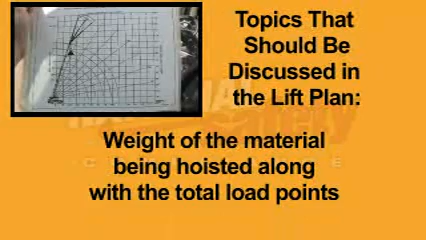 Topics That
Should Be
Discussed in
the Lift Plan:
Weight of the material
being hoisted along
with the total load points